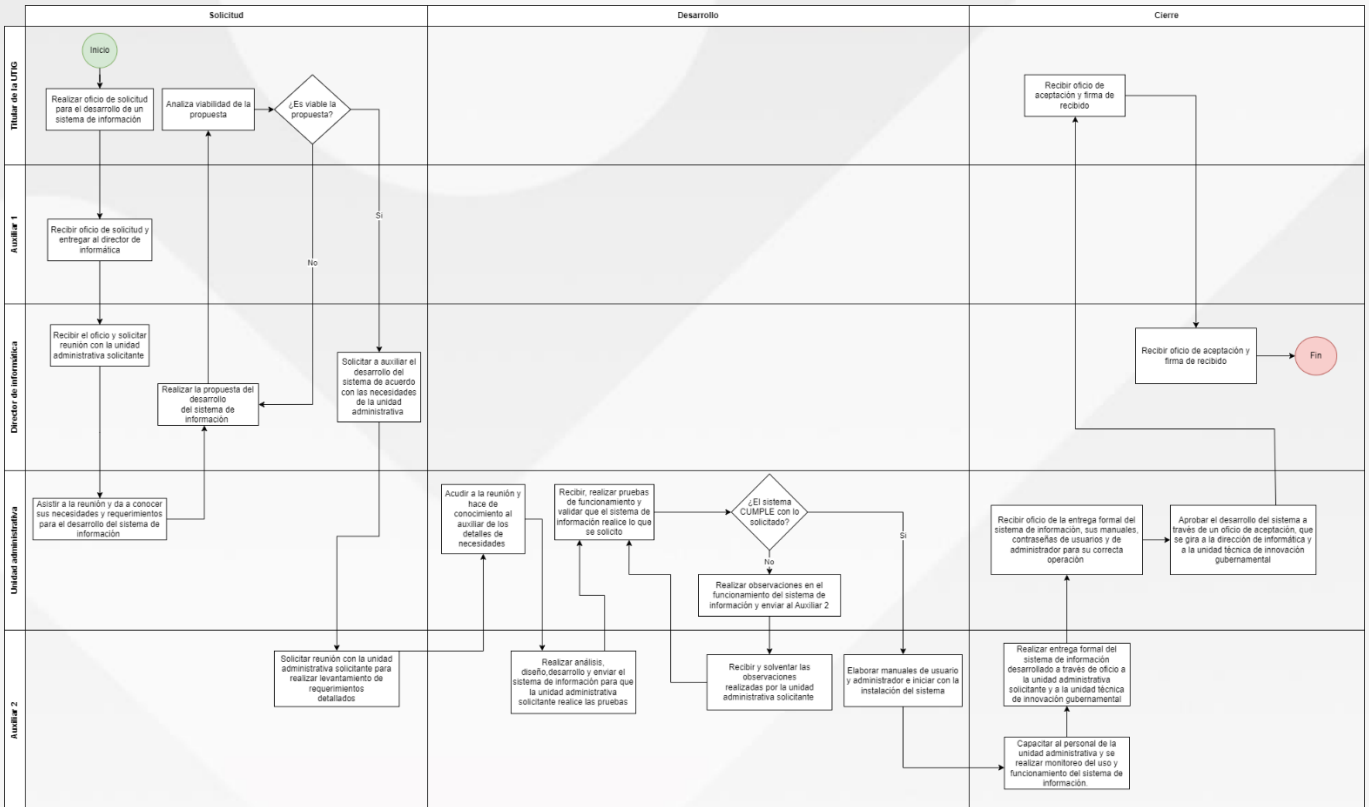 Solicitud
Desarrollo
Cierre
Titular de la UTIG
Inicio
Realizar oficio de solicitud
para el desarrollo de un
sistema de información
Analiza viabilidad de la
propuesta
¿Es viable la
propuesta?
Recibir oficio de
aceptación y firma de
recibido
Auxiliar 1
Recibir oficio de solicitud y
entregar al director de
informática
Si
No
Director de informática
Recibir el oficio y solicitar
reunión con la unidad
administrativa solicitante
Realizar la propuesta del
desarrollo
del sistema de
información
Solicitar a auxiliar el
desarrollo del
sistema de acuerdo
con las necesidades
de la unidad
administrativa
Recibir oficio de aceptación y
firma de recibido
Fin
Unidad administrativa
Asistir a la reunión y da a conocer
sus necesidades y requerimientos
para el desarrollo del sistema de
información
Acudir a la reunión y
hace de
conocimiento al
auxiliar de los
detalles de
necesidades
Recibir, realizar pruebas
de funcionamiento y
validar que el sistema de
información realice lo que
se solicito
¿El sistema
CUMPLE con lo
solicitado?
Si
No
Realizar observaciones en el
funcionamiento del sistema de
información y enviar al Auxiliar 2
Recibir oficio de la entrega formal del
sistema de información, sus manuales,
contraseñas de usuarios y de
administrador para su correcta
operación
Aprobar el desarrollo del sistema a
través de un oficio de aceptación, que
se gira a la dirección de informática y
a la unidad técnica de innovación
gubernamental
Auxiliar 2
Solicitar reunión con la unidad
administrativa solicitante para
realizar levantamiento de
requerimientos
detallados
Realizar análisis,
diseño,desarrollo y enviar el
sistema de información para que
la unidad administrativa
solicitante realice las pruebas
Recibir y solventar las
observaciones
realizadas por la unidad
administrativa solicitante
Elaborar manuales de usuario
y administrador e iniciar con la
instalación del sistema
Realizar entrega formal del
sistema de información
desarrollado a través de oficio a
la unidad administrativa
solicitante y a la unidad técnica
de innovación gubernamental
Capacitar al personal de la
unidad administrativa y se
realizar monitoreo del uso y
funcionamiento del sistema de
información.